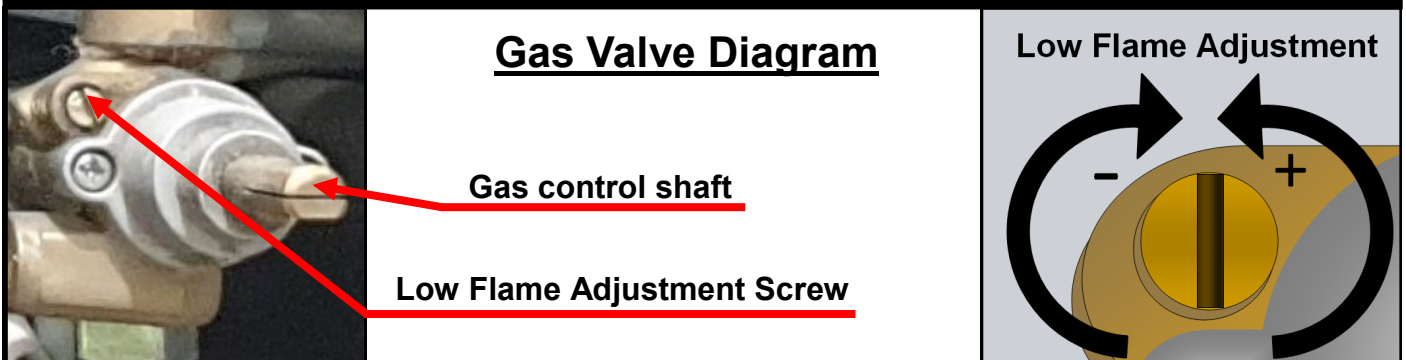 Gas Valve Diagram
Gas control shaft
Low Flame Adjustment Screw
Low Flame Adjustment
- +